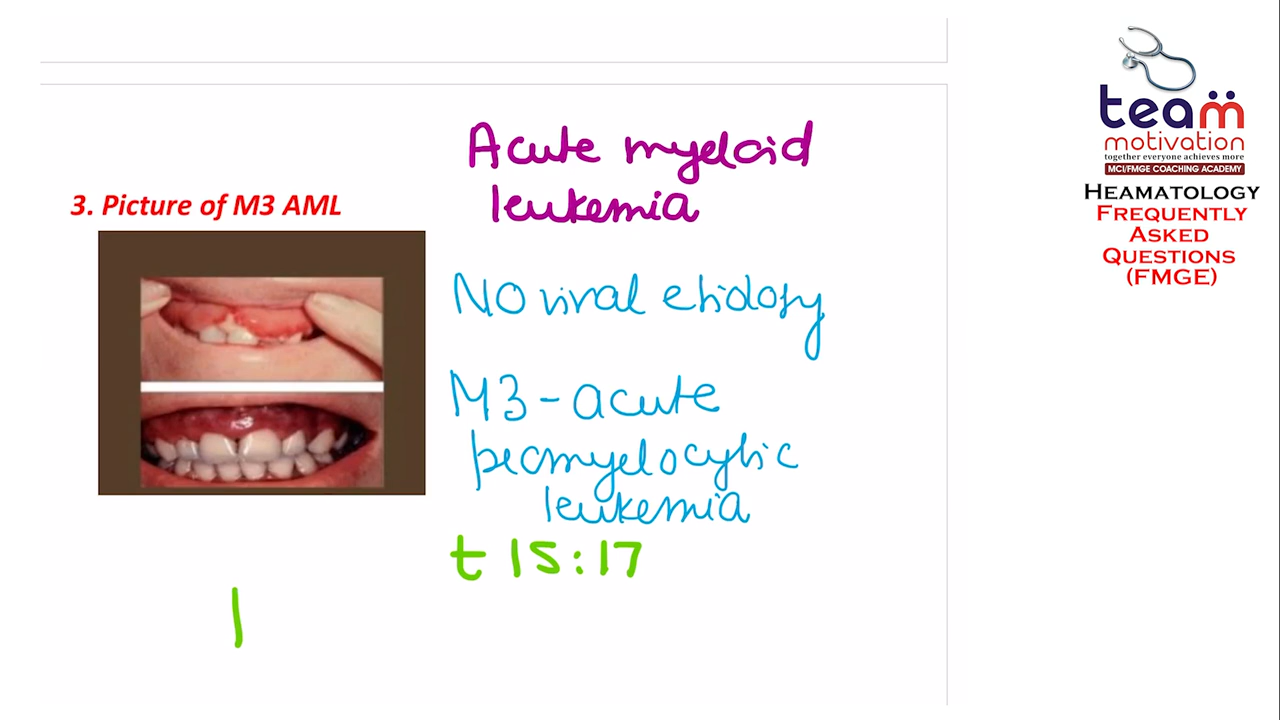 Acute myeloid
leukemia
3. Picture of M3 AML
No viral etiology
M3 - acute
promyelocytic
leukemia
t 15:17
team
motivation
together everyone achieves more
MCI/FMGE COACHING ACADEMY
HEAMATOLOGY
FREQUENTLY
ASKED
QUESTIONS
(FMGE)